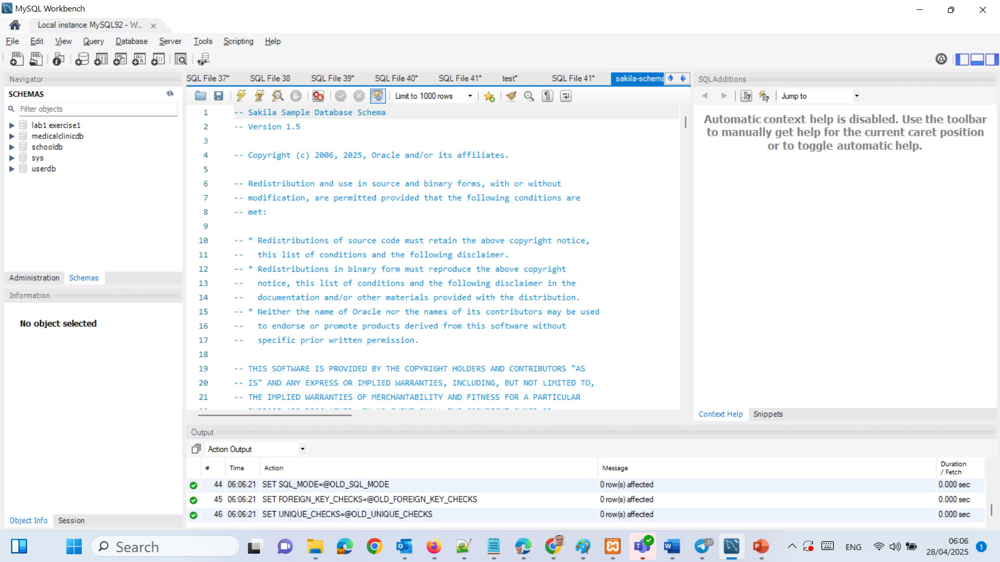 MySQL Workbench
Local instance MySQL92 - W...
File Edit View Query Database Server Tools Scripting Help
Navigator
SCHEMAS
Filter objects
lab1 exercise1
medicalclinicdb
schooldb
sys
userdb
Administration Schemas
Information
No object selected
Object Info Session
SQL File 37* SQL File 38 SQL File 39* SQL File 40* SQL File 41* test* SQL File 41* sakila-schema
Limit to 1000 rows
1 -- Sakila Sample Database Schema
2 -- Version 1.5
3
4 -- Copyright (c) 2006, 2025, Oracle and/or its affiliates.
5
6 -- Redistribution and use in source and binary forms, with or without
7 -- modification, are permitted provided that the following conditions are
8 -- met:
9
10 -- * Redistributions of source code must retain the above copyright notice,
11 --   this list of conditions and the following disclaimer.
12 -- * Redistributions in binary form must reproduce the above copyright
13 --   notice, this list of conditions and the following disclaimer in the
14 --   documentation and/or other materials provided with the distribution.
15 -- * Neither the name of Oracle nor the names of its contributors may be used
16 --   to endorse or promote products derived from this software without
17 --   specific prior written permission.
18
19 -- THIS SOFTWARE IS PROVIDED BY THE COPYRIGHT HOLDERS AND CONTRIBUTORS "AS
20 -- IS" AND ANY EXPRESS OR IMPLIED WARRANTIES, INCLUDING, BUT NOT LIMITED TO,
21 -- THE IMPLIED WARRANTIES OF MERCHANTABILITY AND FITNESS FOR A PARTICULAR
SQLAdditions
Jump to
Automatic context help is disabled. Use the toolbar
to manually get help for the current caret position
or to toggle automatic help.
Context Help Snippets
Output
Action Output
# Time Action Message Duration / Fetch
44 06:06:21 SET SQL_MODE=@OLD_SQL_MODE 0 row(s) affected 0.000 sec
45 06:06:21 SET FOREIGN_KEY_CHECKS=@OLD_FOREIGN_KEY_CHECKS 0 row(s) affected 0.000 sec
46 06:06:21 SET UNIQUE_CHECKS=@OLD_UNIQUE_CHECKS 0 row(s) affected 0.000 sec
Search
37
ENG
06:06
28/04/2025
1